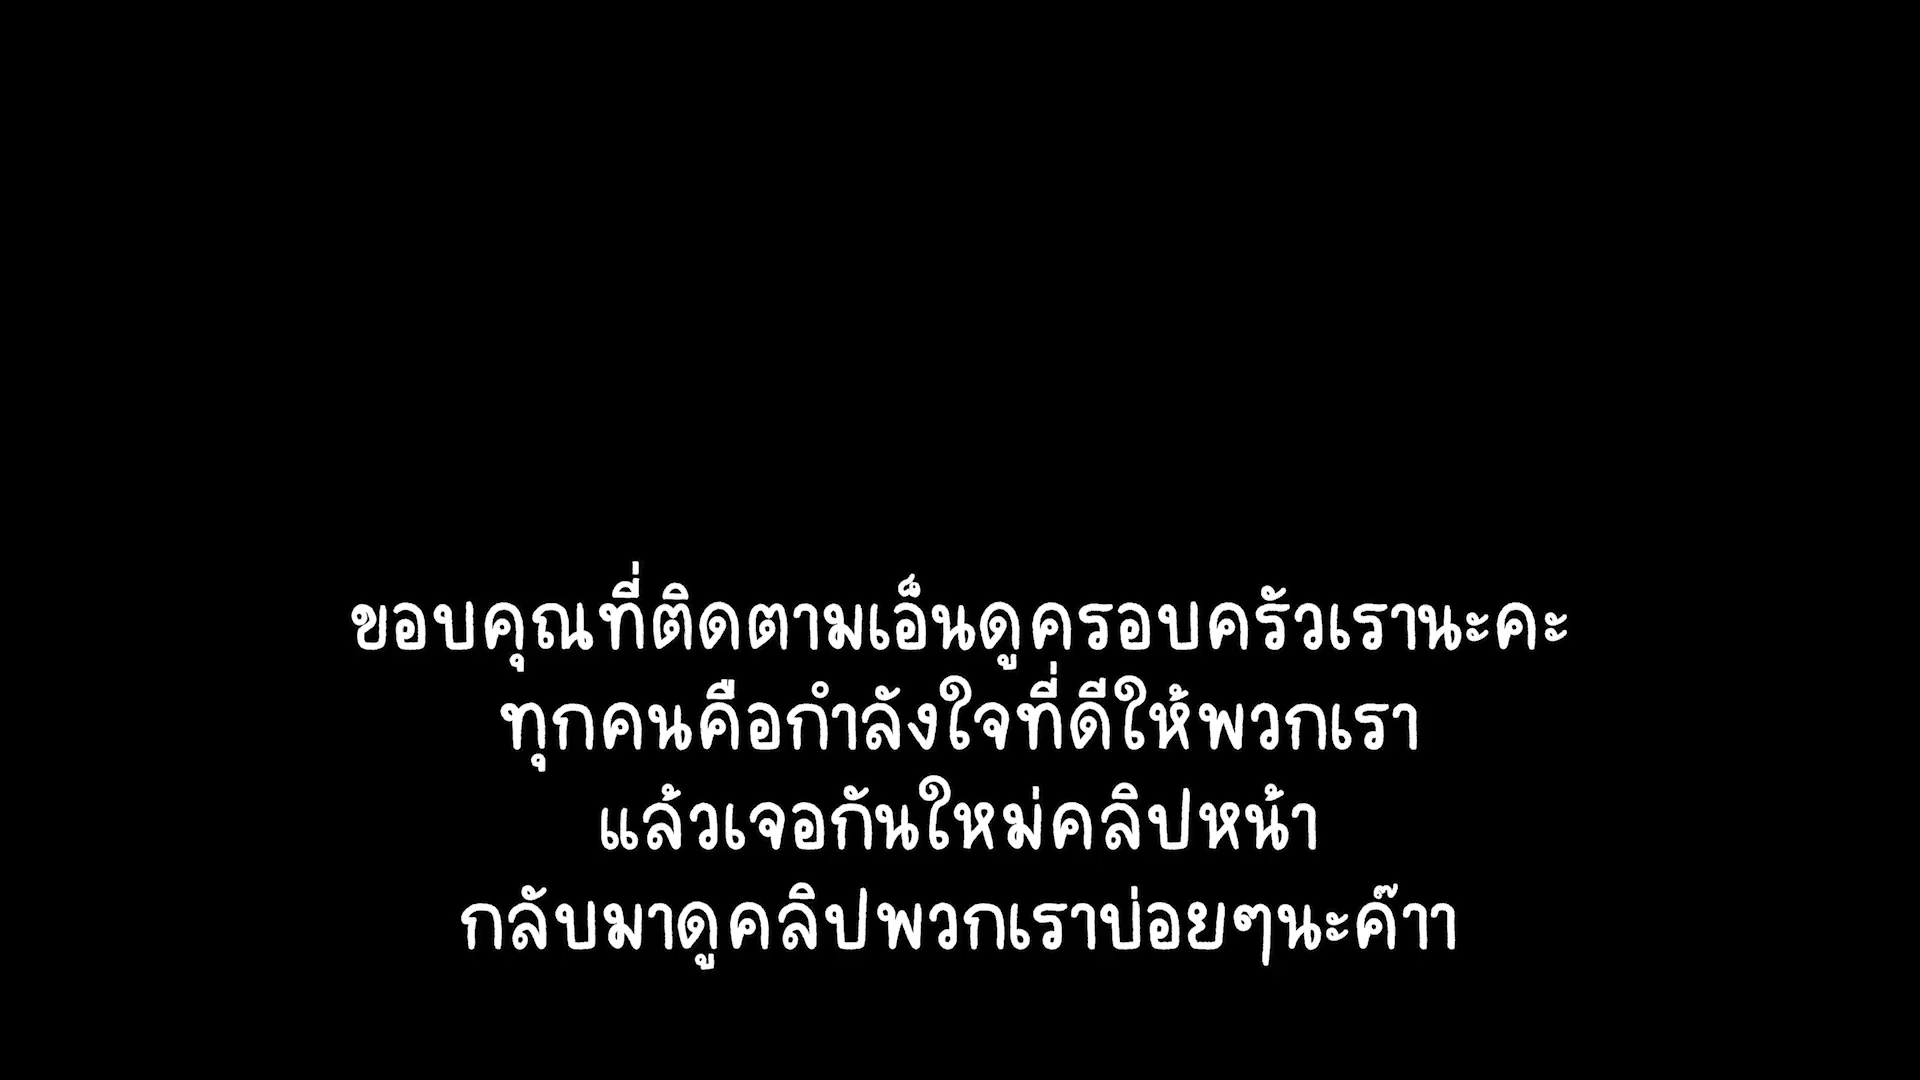 ขอบคุณที่ติดตามเอ็นดูครอบครัวเรานะคะ
ทุกคนคือกำลังใจที่ดีให้พวกเรา
แล้วเจอกันใหม่คลิปหน้า
กลับมาดูคลิปพวกเราบ่อยๆนะค๊าา